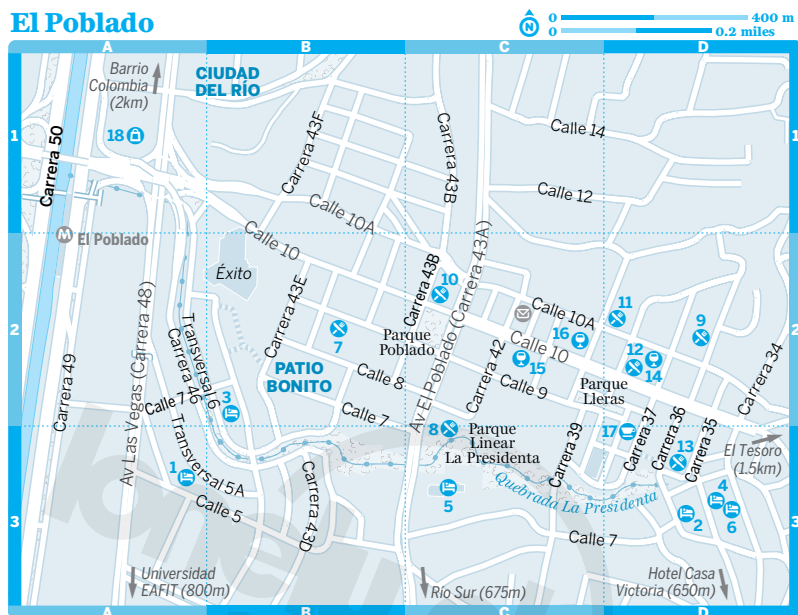 El Poblado
N
0
400 m
0
0.2 miles
A
B
C
D
Barrio
Colombia
(2km)
CIUDAD
DEL RÍO
1
1
18
Carrera 50
Carrera 43F
Carrera 43B
Calle 14
Calle 12
Calle 10A
Calle 10
M
El Poblado
Éxito
Carrera 43E
Carrera 43B
10
Av El Poblado (Carrera 43A)
Calle 10A
11
9
2
2
16
Calle 10
7
Parque
Poblado
15
12
14
Carrera 34
Carrera 49
Av Las Vegas (Carrera 48)
Transversal 6
Carrera 46
PATIO
BONITO
Calle 8
Carrera 42
Calle 9
Parque
Lleras
Calle 7
3
Calle 7
8
Parque
Linear
La Presidenta
Carrera 39
17
Carrera 37
Carrera 36
Carrera 35
13
El Tesoro
(1.5km)
1
Transversal 5A
Calle 5
Carrera 43D
5
Quebrada La Presidenta
4
2
6
3
3
Calle 7
Universidad
EAFIT (800m)
Río Sur (675m)
Hotel Casa
Victoria (650m)
lonely
A
B
C
D